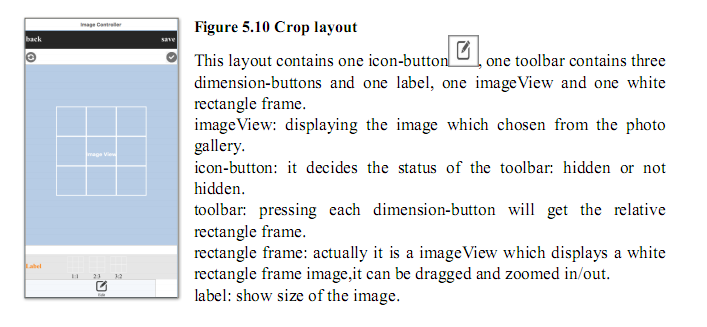 Image Controller
back
save
Image View
Label
1:1
2:3
3:2
Edit
Figure 5.10 Crop layout
This layout contains one icon-button , one toolbar contains three
dimension-buttons and one label, one imageView and one white
rectangle frame.
imageView: displaying the image which chosen from the photo
gallery.
icon-button: it decides the status of the toolbar: hidden or not
hidden.
toolbar: pressing each dimension-button will get the relative
rectangle frame.
rectangle frame: actually it is a imageView which displays a white
rectangle frame image,it can be dragged and zoomed in/out.
label: show size of the image.